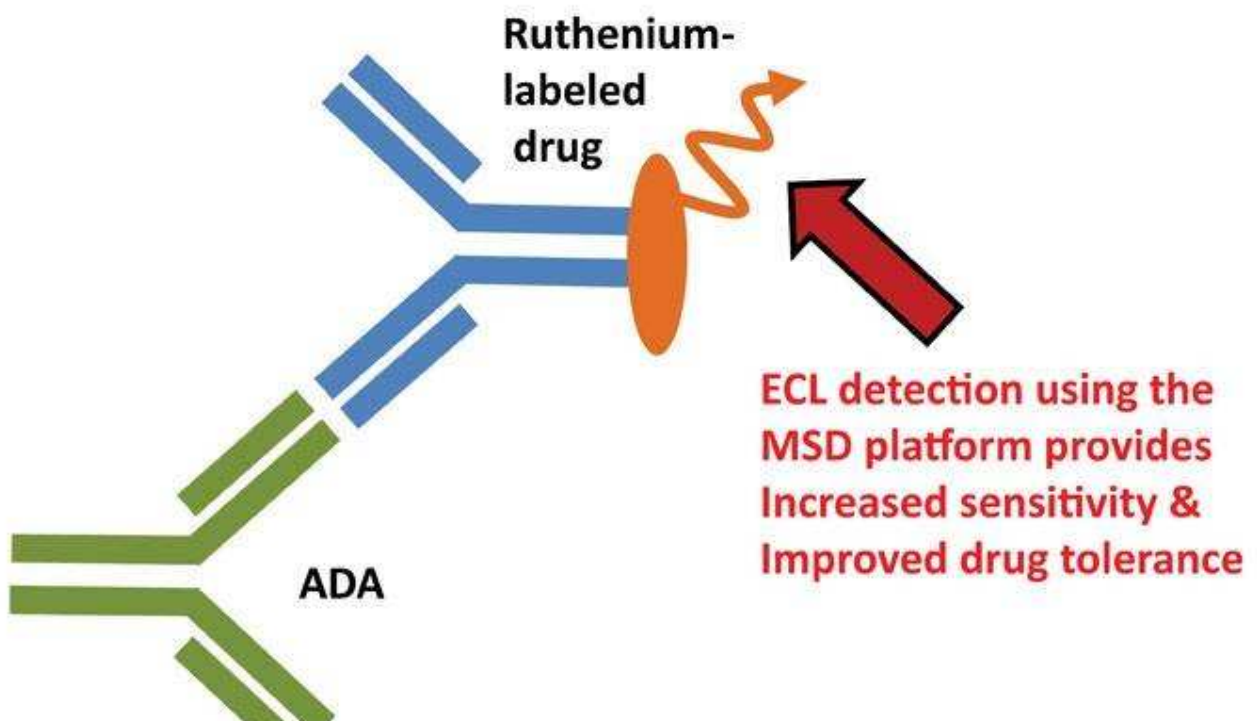 Ruthenium-
labeled
drug
ECL detection using the
MSD platform provides
Increased sensitivity &
Improved drug tolerance
ADA